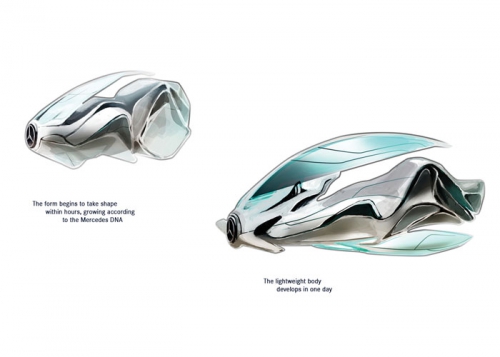 The form begins to take shape
within hours, growing according
to the Mercedes DNA
The lightweight body
develops in one day